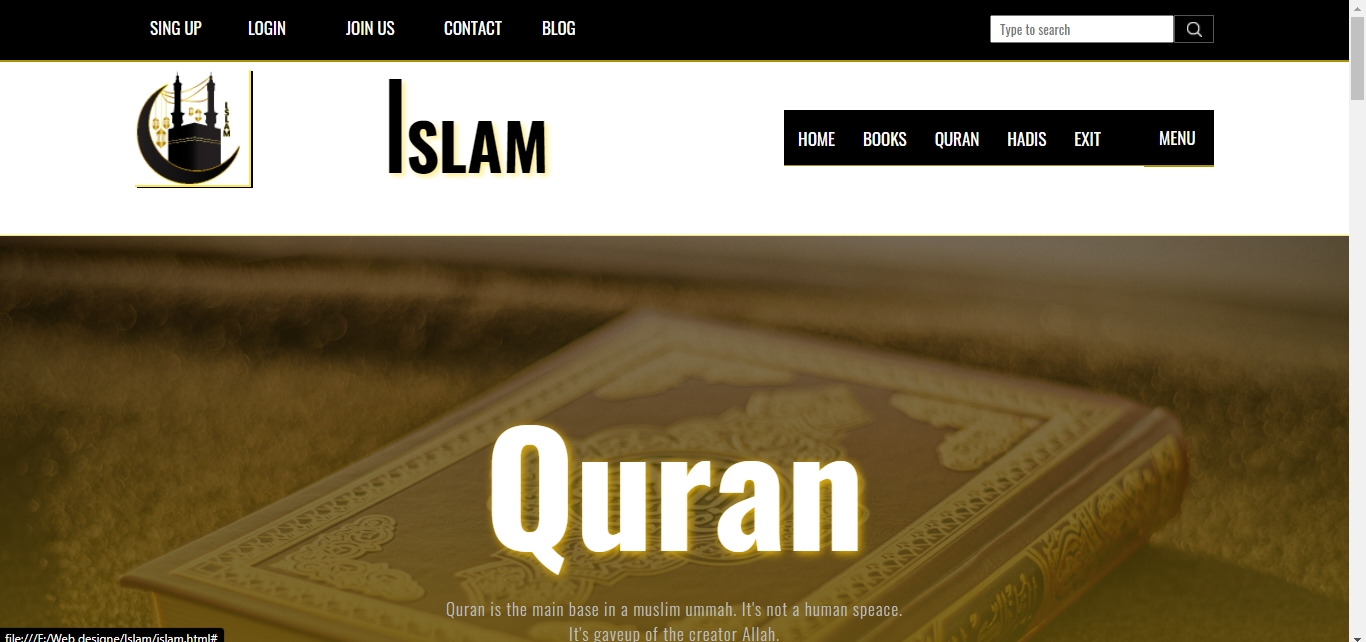 SING UP LOGIN JOIN US CONTACT BLOG Type to search
ISLAM
ISLAM
HOME BOOKS QURAN HADIS EXIT MENU
Quran
Quran is the main base in a muslim ummah. It's not a human speace.
It's gaveup of the creator Allah.
file:///F:/Web designe/Islam/islam.html#